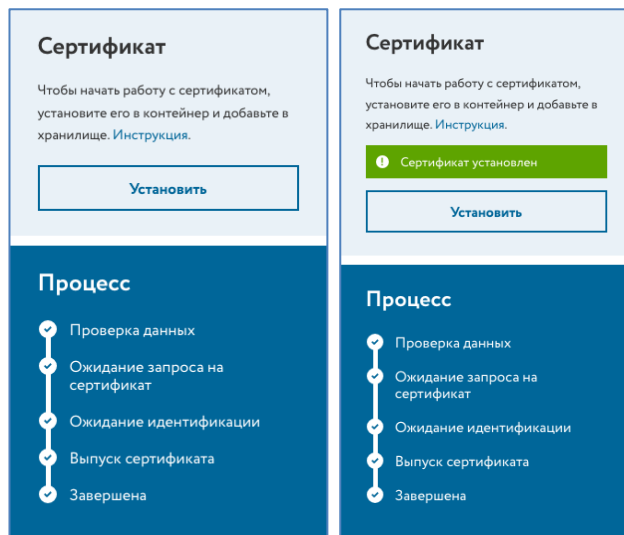 Сертификат
Чтобы начать работу с сертификатом,
установите его в контейнер и добавьте в
хранилище. Инструкция.
Установить
Процесс
Проверка данных
Ожидание запроса на
сертификат
Ожидание идентификации
Выпуск сертификата
Завершена
Сертификат
Чтобы начать работу с сертификатом,
установите его в контейнер и добавьте в
хранилище. Инструкция.
Сертификат установлен
Установить
Процесс
Проверка данных
Ожидание запроса на
сертификат
Ожидание идентификации
Выпуск сертификата
Завершена